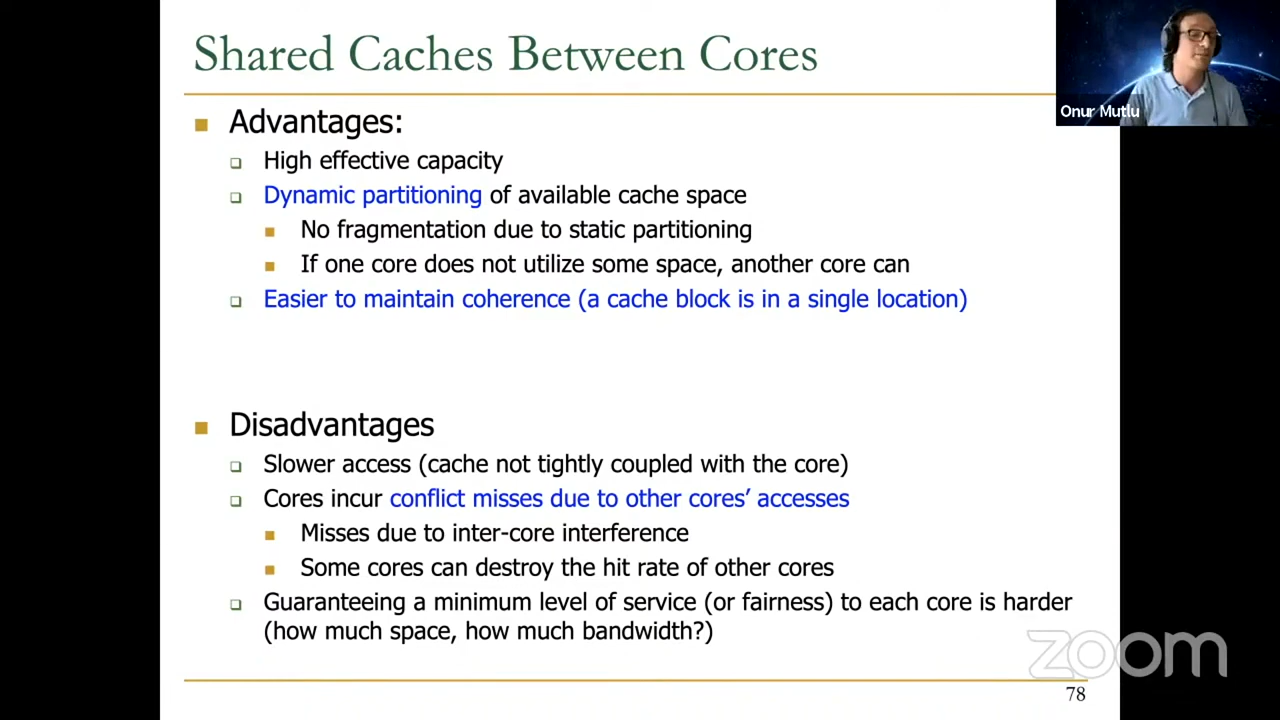 Shared Caches Between Cores
Onur Mutlu
Advantages:
High effective capacity
Dynamic partitioning of available cache space
No fragmentation due to static partitioning
If one core does not utilize some space, another core can
Easier to maintain coherence (a cache block is in a single location)
Disadvantages
Slower access (cache not tightly coupled with the core)
Cores incur conflict misses due to other cores’ accesses
Misses due to inter-core interference
Some cores can destroy the hit rate of other cores
Guaranteeing a minimum level of service (or fairness) to each core is harder
(how much space, how much bandwidth?)
zoom
78